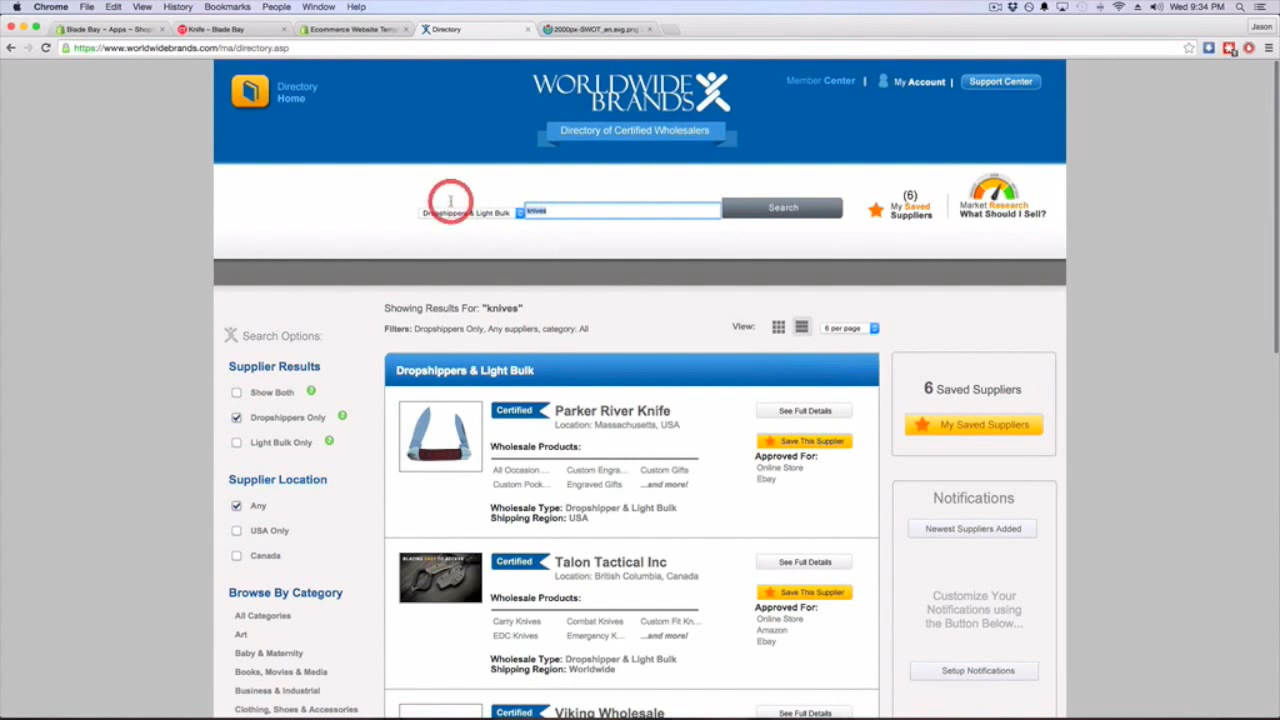 Chrome File Edit View History Bookmarks People Window Help Wed 9:34 PM
Blade Bay ~ Apps ~ Shop Knife – Blade Bay Ecommerce Website Temp Directory 2000px-SWOT_en.svg.png Jason
https://www.worldwidebrands.com/ma/directory.asp
Directory
Home
WORLDWIDE
BRANDS
Directory of Certified Wholesalers
Member Center | My Account | Support Center
Dropshippers & Light Bulk knives Search
(6)
My Saved
Suppliers
Market Research
What Should I Sell?
Showing Results For: "knives"
Filters: Dropshippers Only, Any suppliers, category: All
View: 6 per page
Search Options:
Supplier Results
Show Both
Dropshippers Only
Light Bulk Only
Supplier Location
Any
USA Only
Canada
Browse By Category
All Categories
Art
Baby & Maternity
Books, Movies & Media
Business & Industrial
Clothing, Shoes & Accessories
Dropshippers & Light Bulk
Certified Parker River Knife
Location: Massachusetts, USA
Wholesale Products:
All Occasion ... Custom Engra... Custom Gifts
Custom Pock... Engraved Gifts ...and more!
Wholesale Type: Dropshipper & Light Bulk
Shipping Region: USA
See Full Details
Save This Supplier
Approved For:
Online Store
Ebay
BLAZING EASY TO ACCESS
Certified Talon Tactical Inc
Location: British Columbia, Canada
Wholesale Products:
Carry Knives Combat Knives Custom Fit Kn...
EDC Knives Emergency K... ...and more!
Wholesale Type: Dropshipper & Light Bulk
Shipping Region: Worldwide
See Full Details
Save This Supplier
Approved For:
Online Store
Amazon
Ebay
Certified Viking Wholesale
See Full Details
6 Saved Suppliers
My Saved Suppliers
Notifications
Newest Suppliers Added
Customize Your
Notifications using
the Button Below...
Setup Notifications